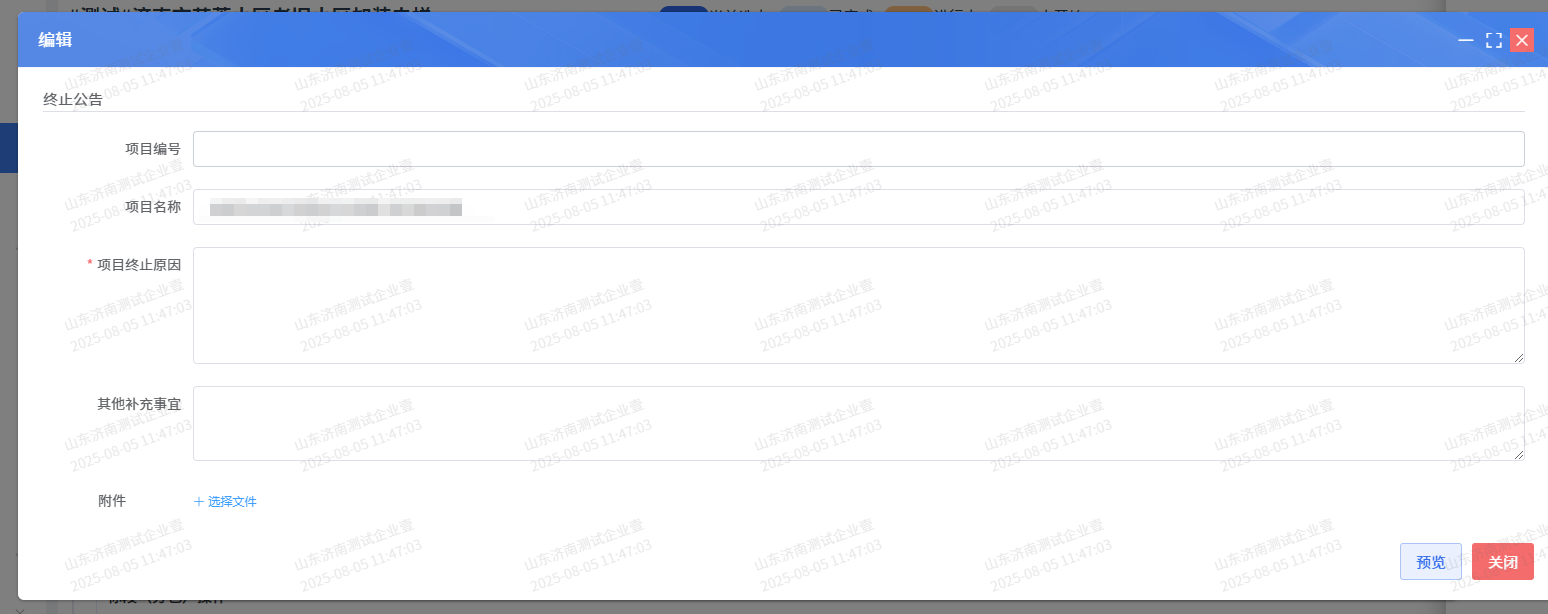 编辑
终止公告
项目编号
项目名称
* 项目终止原因
其他补充事宜
附件
+ 选择文件
预览
关闭
山东济南测试企业壹
2025-08-05 11:47:03